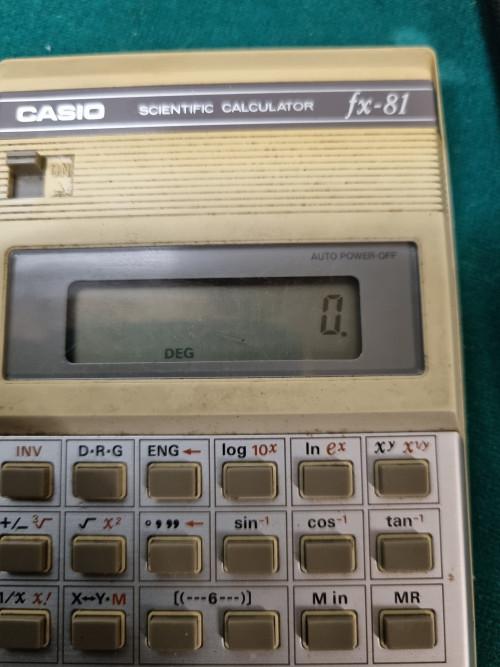 CASIO SCIENTIFIC CALCULATOR fx-81
ON
AUTO POWER-OFF
0.
DEG
INV D·R·G ENG← log 10ˣ ln eˣ xʸ x¹/ʸ
+/− ³√ √ x² °,,, ← sin⁻¹ cos⁻¹ tan⁻¹
1/x x! X↔Y·M [(---6---)] M in MR